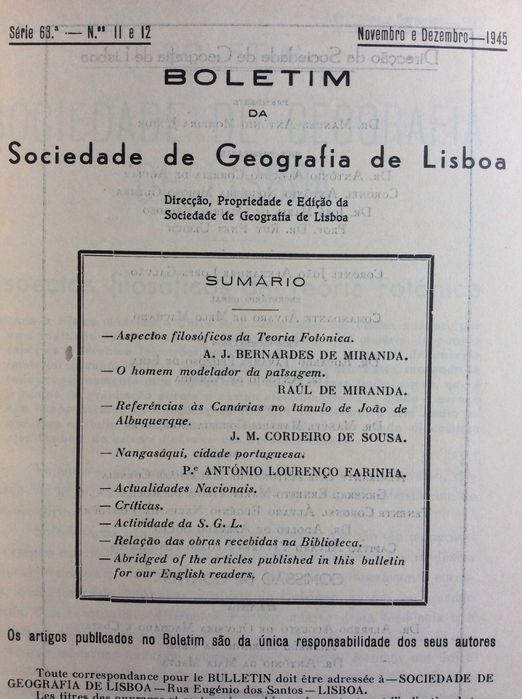 Série 63.ª — N.ºs 11 e 12
Novembro e Dezembro—1945
BOLETIM
DA
Sociedade de Geografia de Lisboa
Direcção, Propriedade e Edição da
Sociedade de Geografia de Lisboa
SUMÁRIO
— Aspectos filosóficos da Teoria Fotónica.
A. J. BERNARDES DE MIRANDA.
— O homem modelador da paisagem.
RAÚL DE MIRANDA.
— Referências às Canárias no túmulo de João de
Albuquerque.
J. M. CORDEIRO DE SOUSA.
— Nangasáqui, cidade portuguesa.
P.e ANTÓNIO LOURENÇO FARINHA.
— Actualidades Nacionais.
— Críticas.
— Actividade da S. G. L.
— Relação das obras recebidas na Biblioteca.
— Abridged of the articles published in this bulletin
for our English readers.
Os artigos publicados no Boletim são da única responsabilidade dos seus autores
Toute correspondance pour le BULLETIN doit être adressée à—SOCIEDADE DE
GEOGRAFIA DE LISBOA — Rua Eugénio dos Santos — LISBOA.